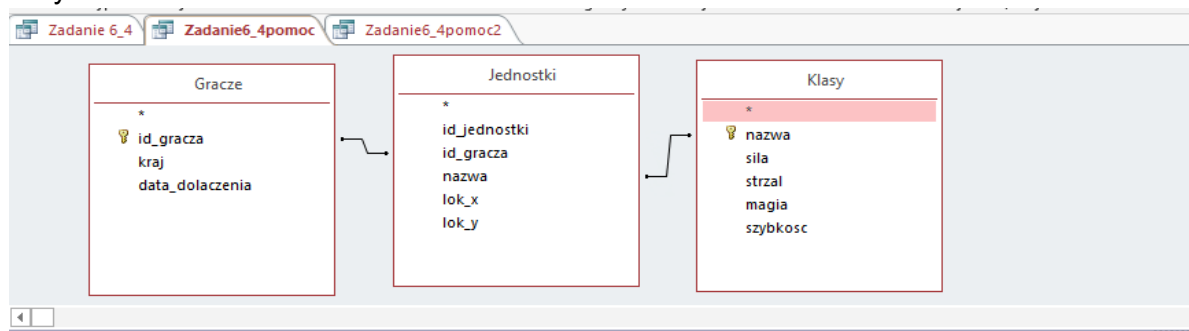 Zadanie 6_4 Zadanie6_4pomoc Zadanie6_4pomoc2
Gracze
*
id_gracza
kraj
data_dolaczenia
Jednostki
*
id_jednostki
id_gracza
nazwa
lok_x
lok_y
Klasy
*
nazwa
sila
strzal
magia
szybkosc